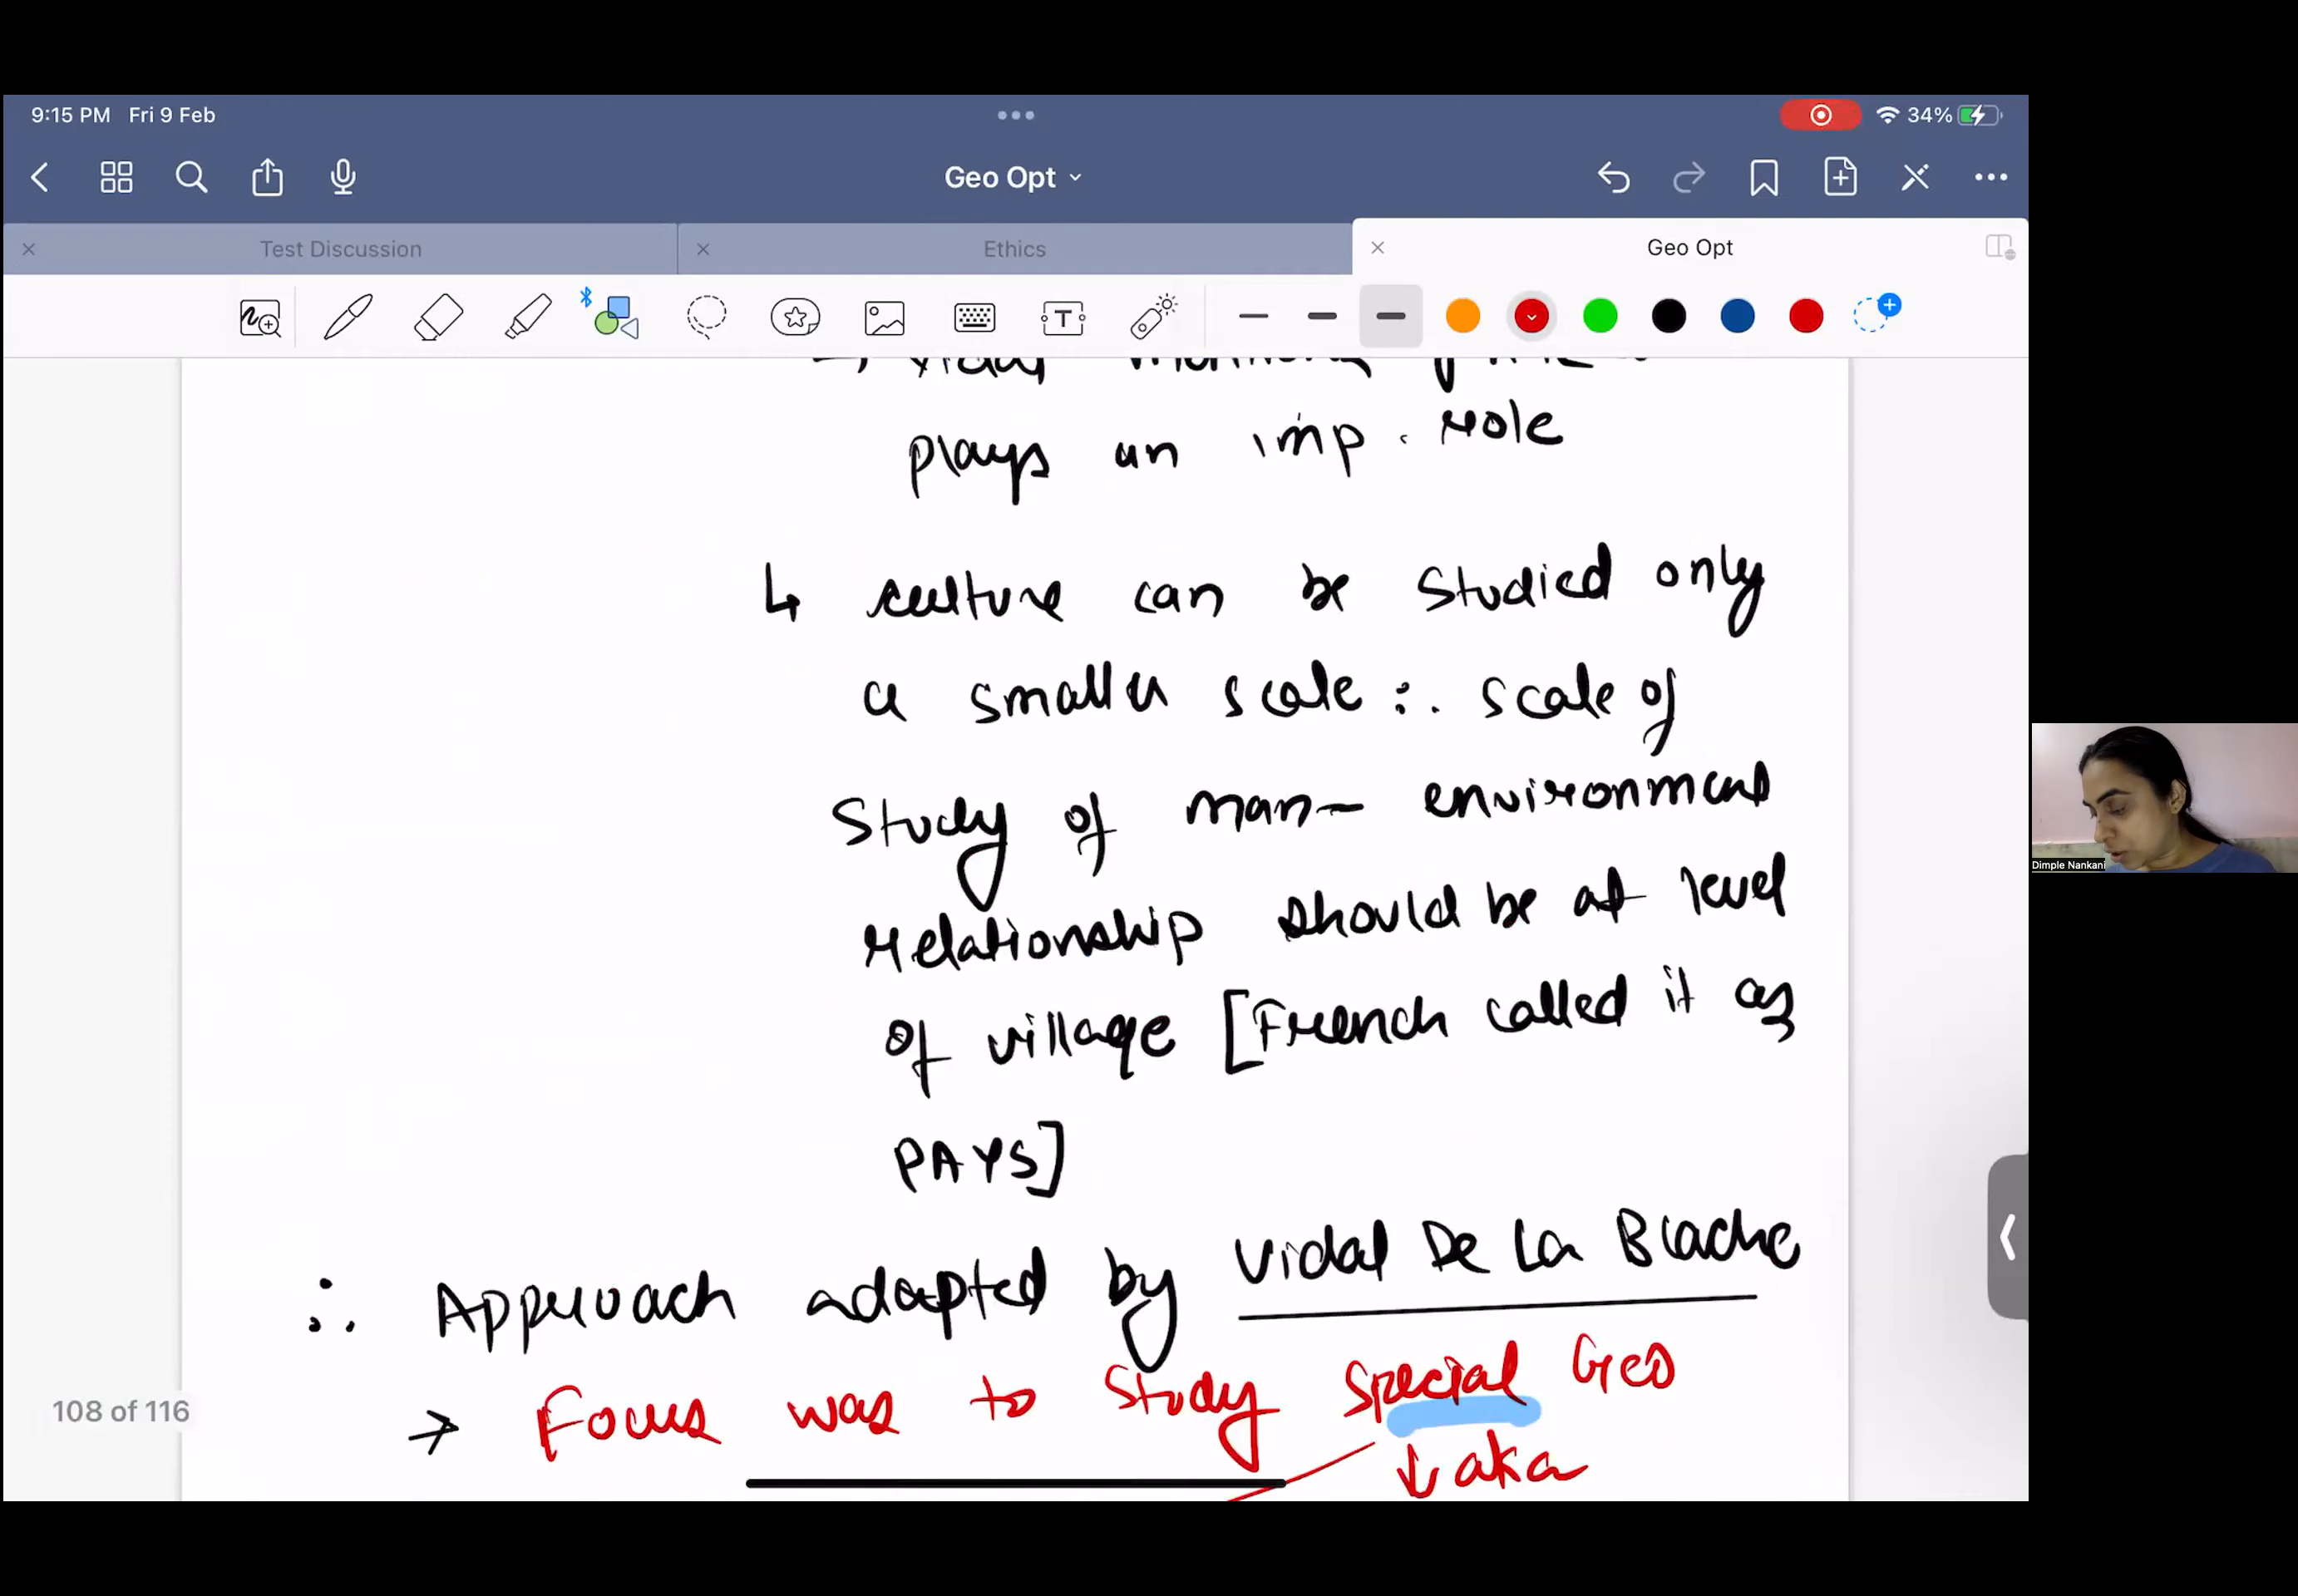 9:15 PM Fri 9 Feb
34%
Geo Opt
Test Discussion
Ethics
Geo Opt
T
plays an imp. role
↳ culture can be studied only
a smaller scale ∴ scale of
study of man- environment
relationship should be at level
of village [French called it as
PAYS]
∴ Approach adapted by Vidal De La Blache
→ Focus was to study Special Geo
↓ aka
108 of 116
Dimple Nankani